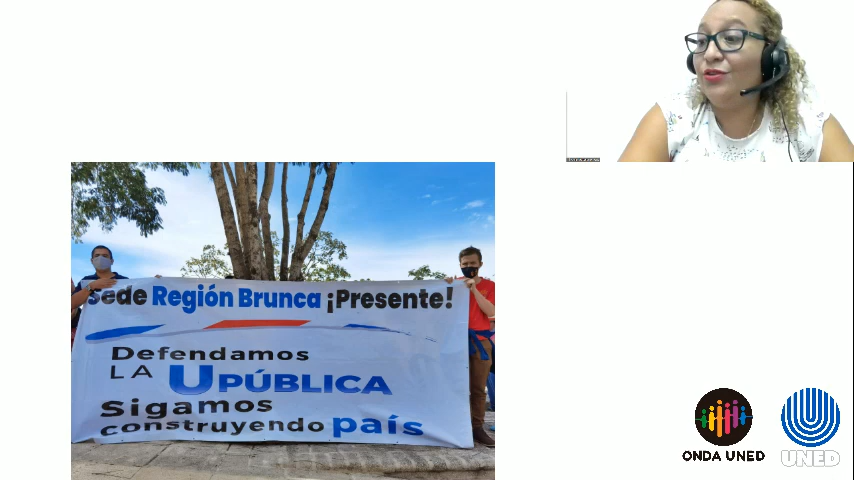 Sede Región Brunca ¡Presente!
Defendamos
LA UPÚBLICA
Sigamos
construyendo país
ONDA UNED
UNED